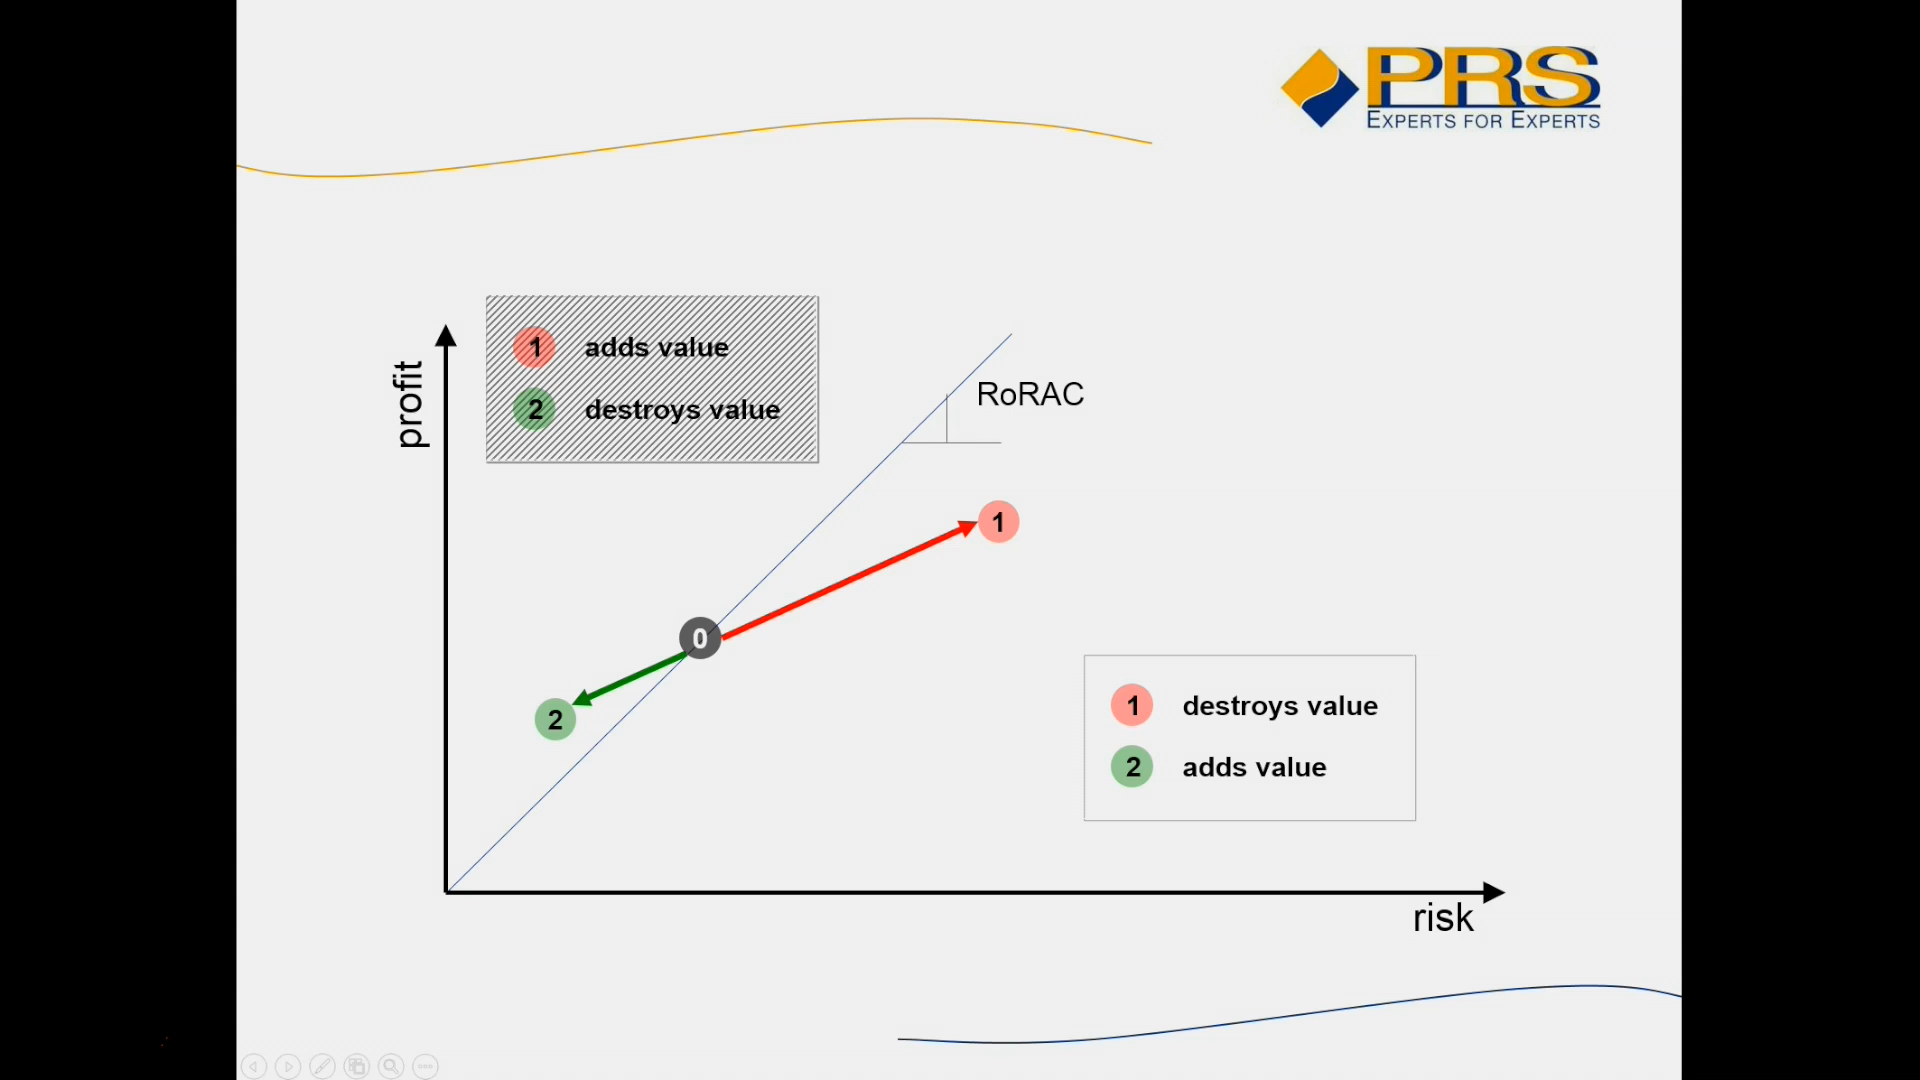 PRS
EXPERTS FOR EXPERTS
profit
1 adds value
2 destroys value
RoRAC
1
0
2
1 destroys value
2 adds value
risk